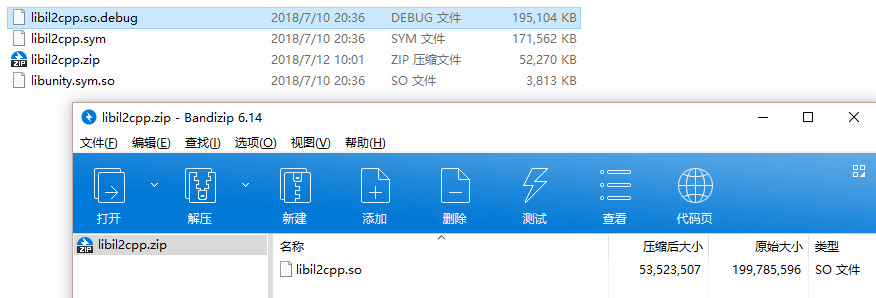 libil2cpp.so.debug 2018/7/10 20:36 DEBUG 文件 195,104 KB
libil2cpp.sym 2018/7/10 20:36 SYM 文件 171,562 KB
libil2cpp.zip 2018/7/12 10:01 ZIP 压缩文件 52,270 KB
libunity.sym.so 2018/7/10 20:36 SO 文件 3,813 KB
libil2cpp.zip - Bandizip 6.14
文件(F) 编辑(E) 查找(I) 选项(O) 视图(V) 帮助(H)
打开 解压 新建 添加 删除 测试 查看 代码页
libil2cpp.zip 名称 压缩后大小 原始大小 类型
libil2cpp.so 53,523,507 199,785,596 SO 文件